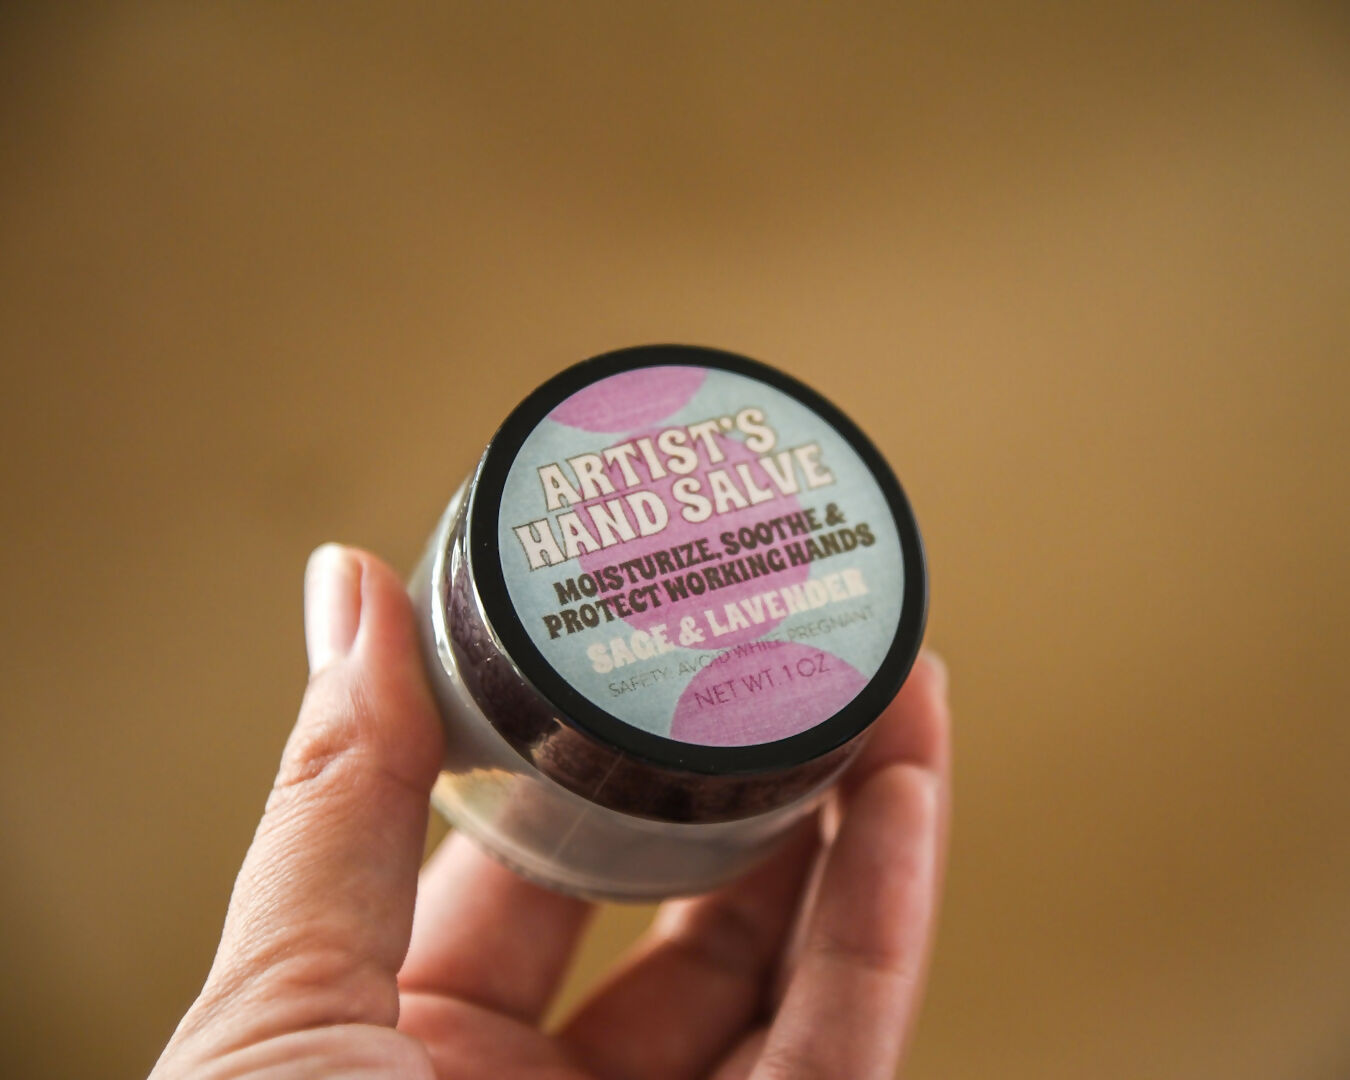 ARTIST'S
HAND SALVE
MOISTURIZE, SOOTHE &
PROTECT WORKING HANDS
SAGE & LAVENDER
SAFETY: AVOID WHILE PREGNANT
NET WT. 1 OZ